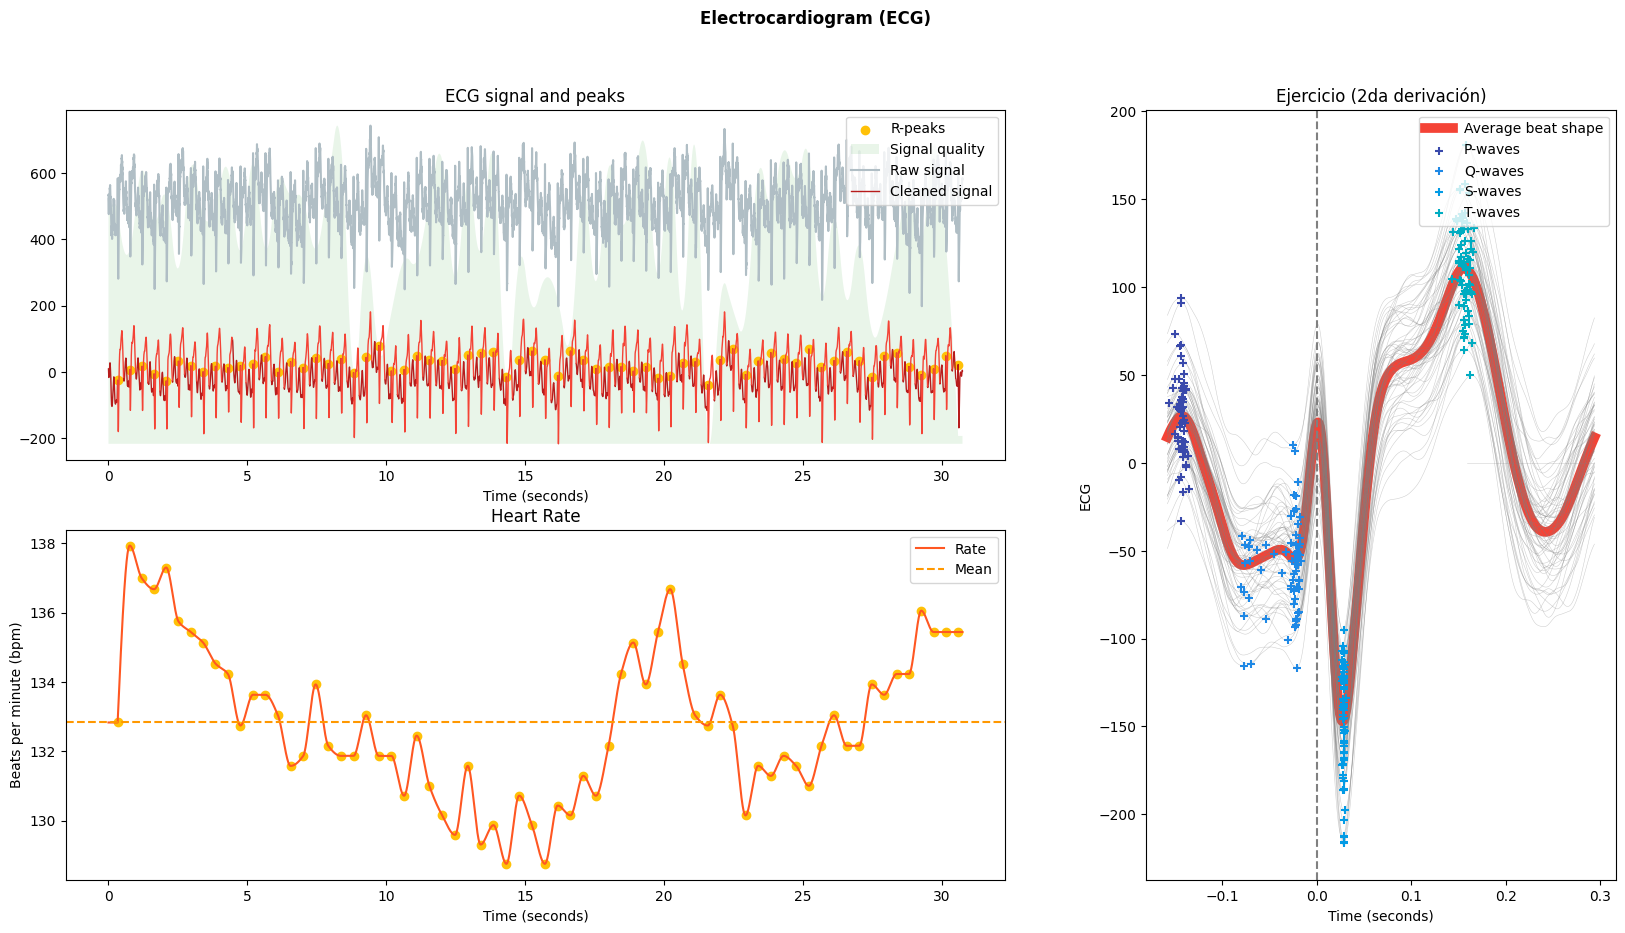 Electrocardiogram (ECG)
ECG signal and peaks
R-peaks
Signal quality
Raw signal
Cleaned signal
600
400
200
0
−200
0
5
10
15
20
25
30
Time (seconds)
Heart Rate
Rate
Mean
Beats per minute (bpm)
138
136
134
132
130
0
5
10
15
20
25
30
Time (seconds)
Ejercicio (2da derivación)
Average beat shape
P-waves
Q-waves
S-waves
T-waves
ECG
200
150
100
50
0
−50
−100
−150
−200
−0.1
0.0
0.1
0.2
0.3
Time (seconds)